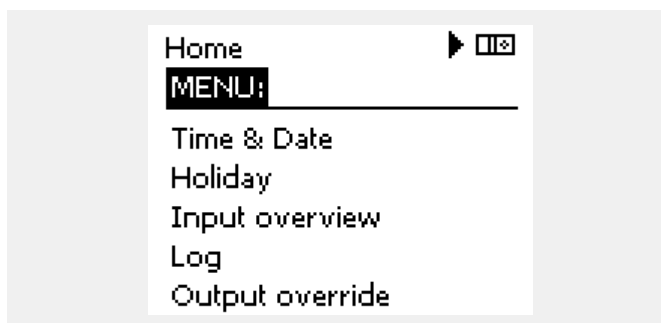 Home
MENU:
Time & Date
Holiday
Input overview
Log
Output override